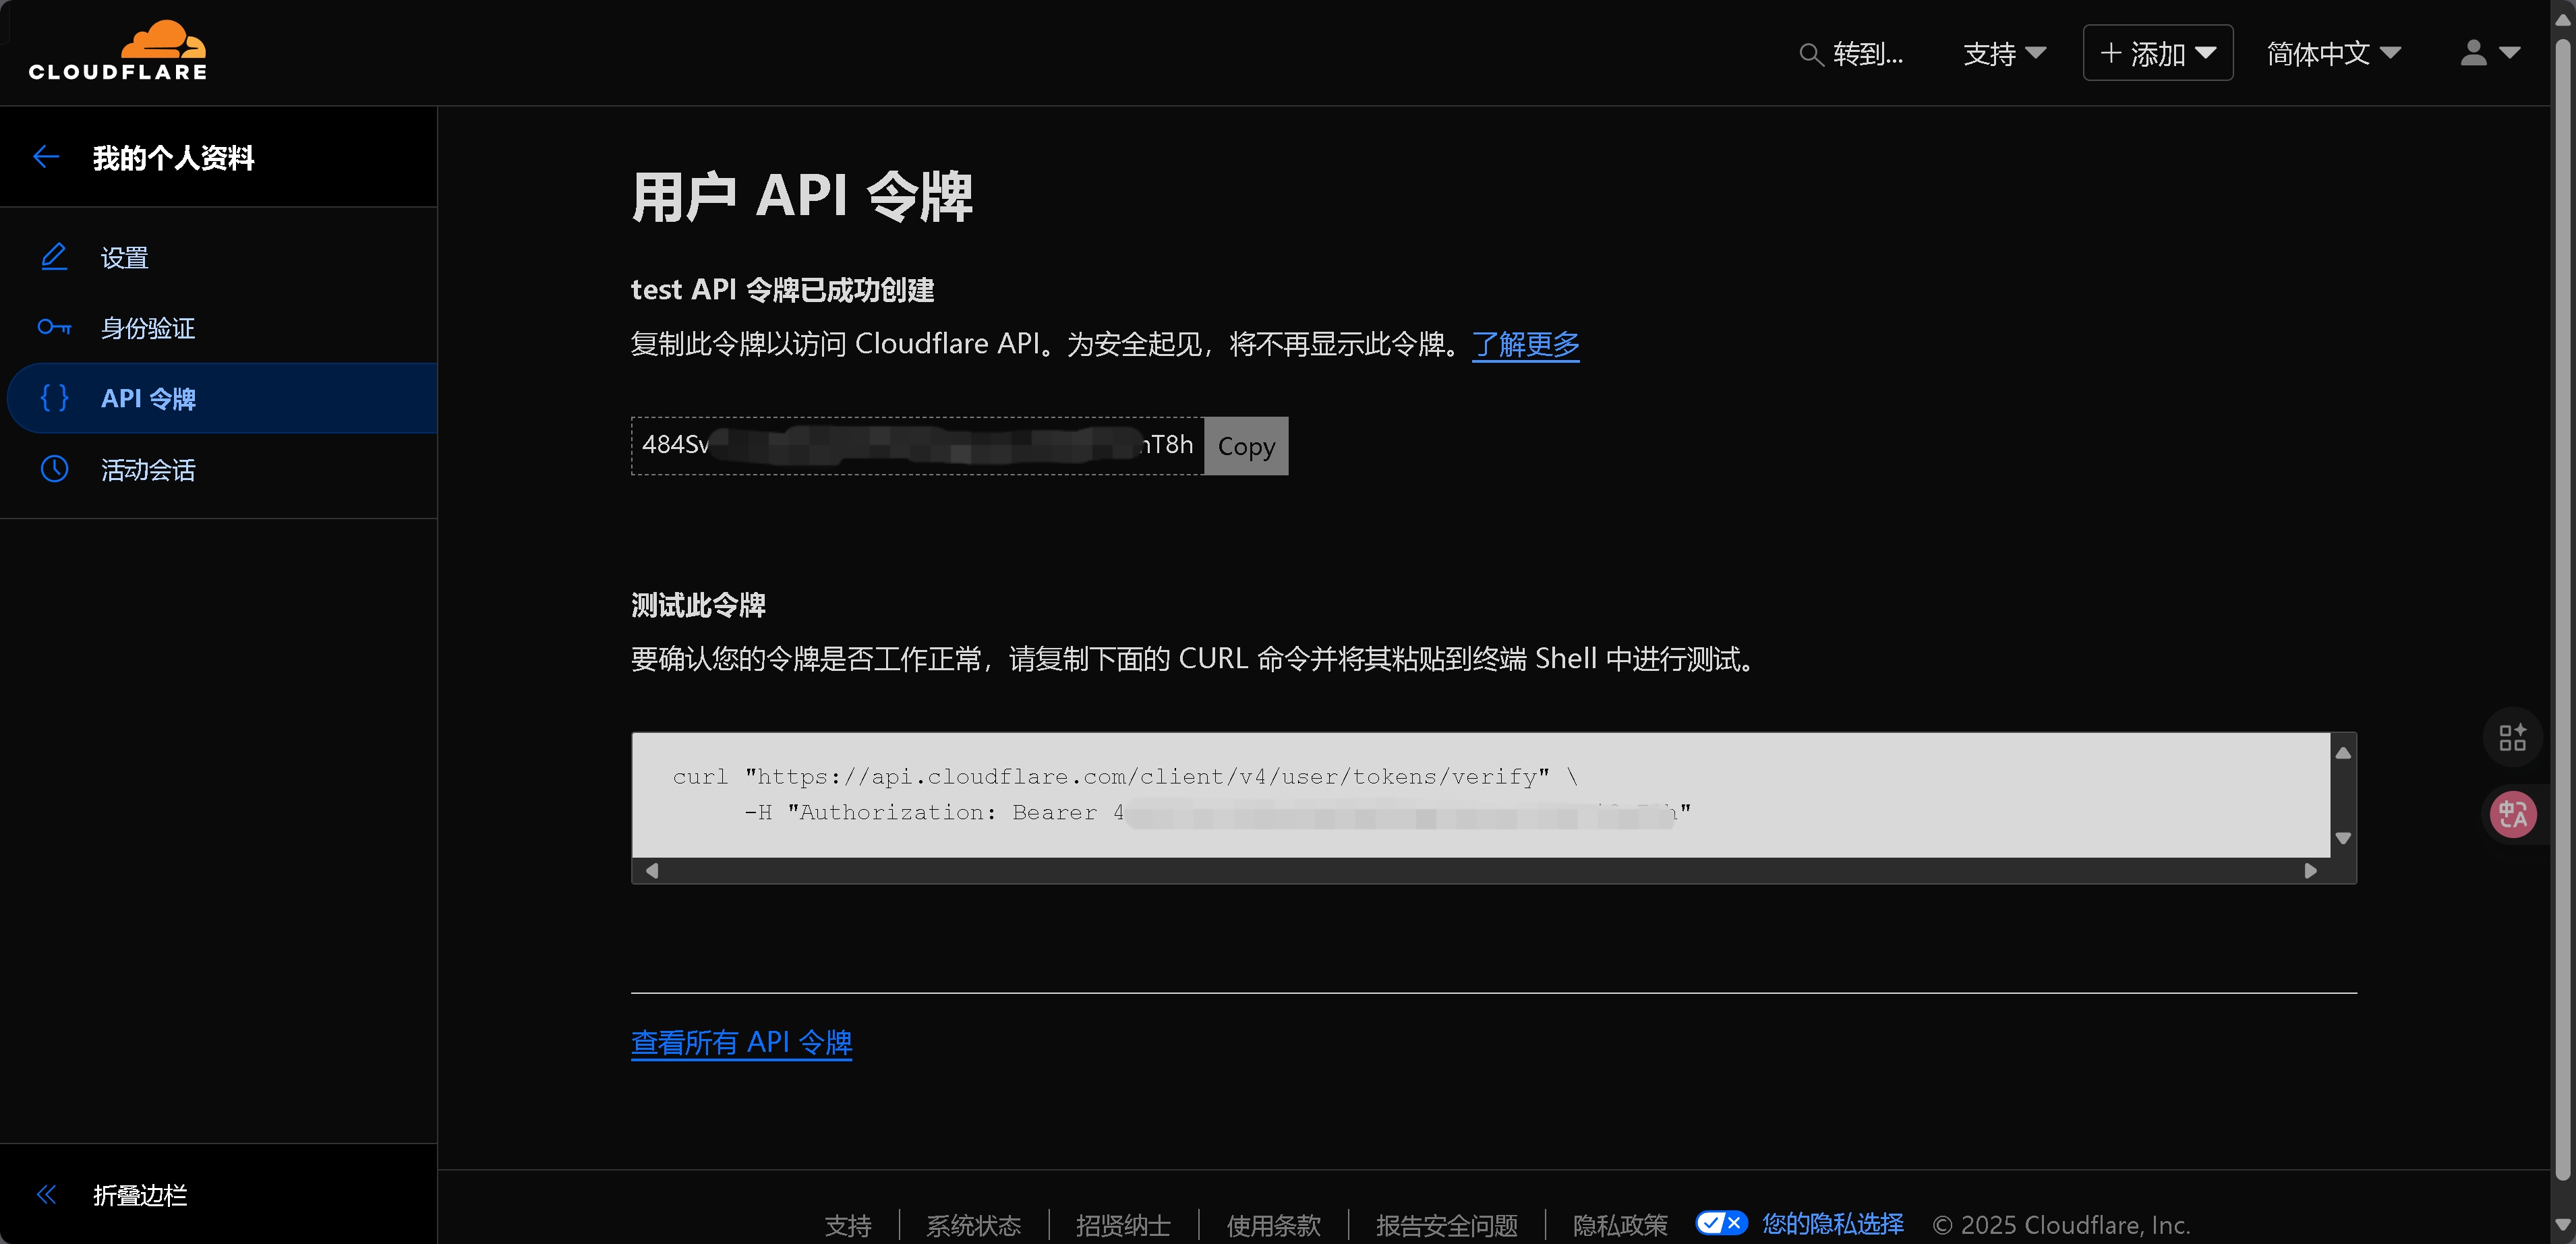 CLOUDFLARE
转到...
支持
添加
简体中文
我的个人资料
设置
身份验证
API 令牌
活动会话
折叠边栏
用户 API 令牌
test API 令牌已成功创建
复制此令牌以访问 Cloudflare API。为安全起见，将不再显示此令牌。了解更多
484Sv
nT8h
Copy
测试此令牌
要确认您的令牌是否工作正常，请复制下面的 CURL 命令并将其粘贴到终端 Shell 中进行测试。
curl "https://api.cloudflare.com/client/v4/user/tokens/verify" \
-H "Authorization: Bearer 4 h"
查看所有 API 令牌
支持
系统状态
招贤纳士
使用条款
报告安全问题
隐私政策
您的隐私选择
© 2025 Cloudflare, Inc.